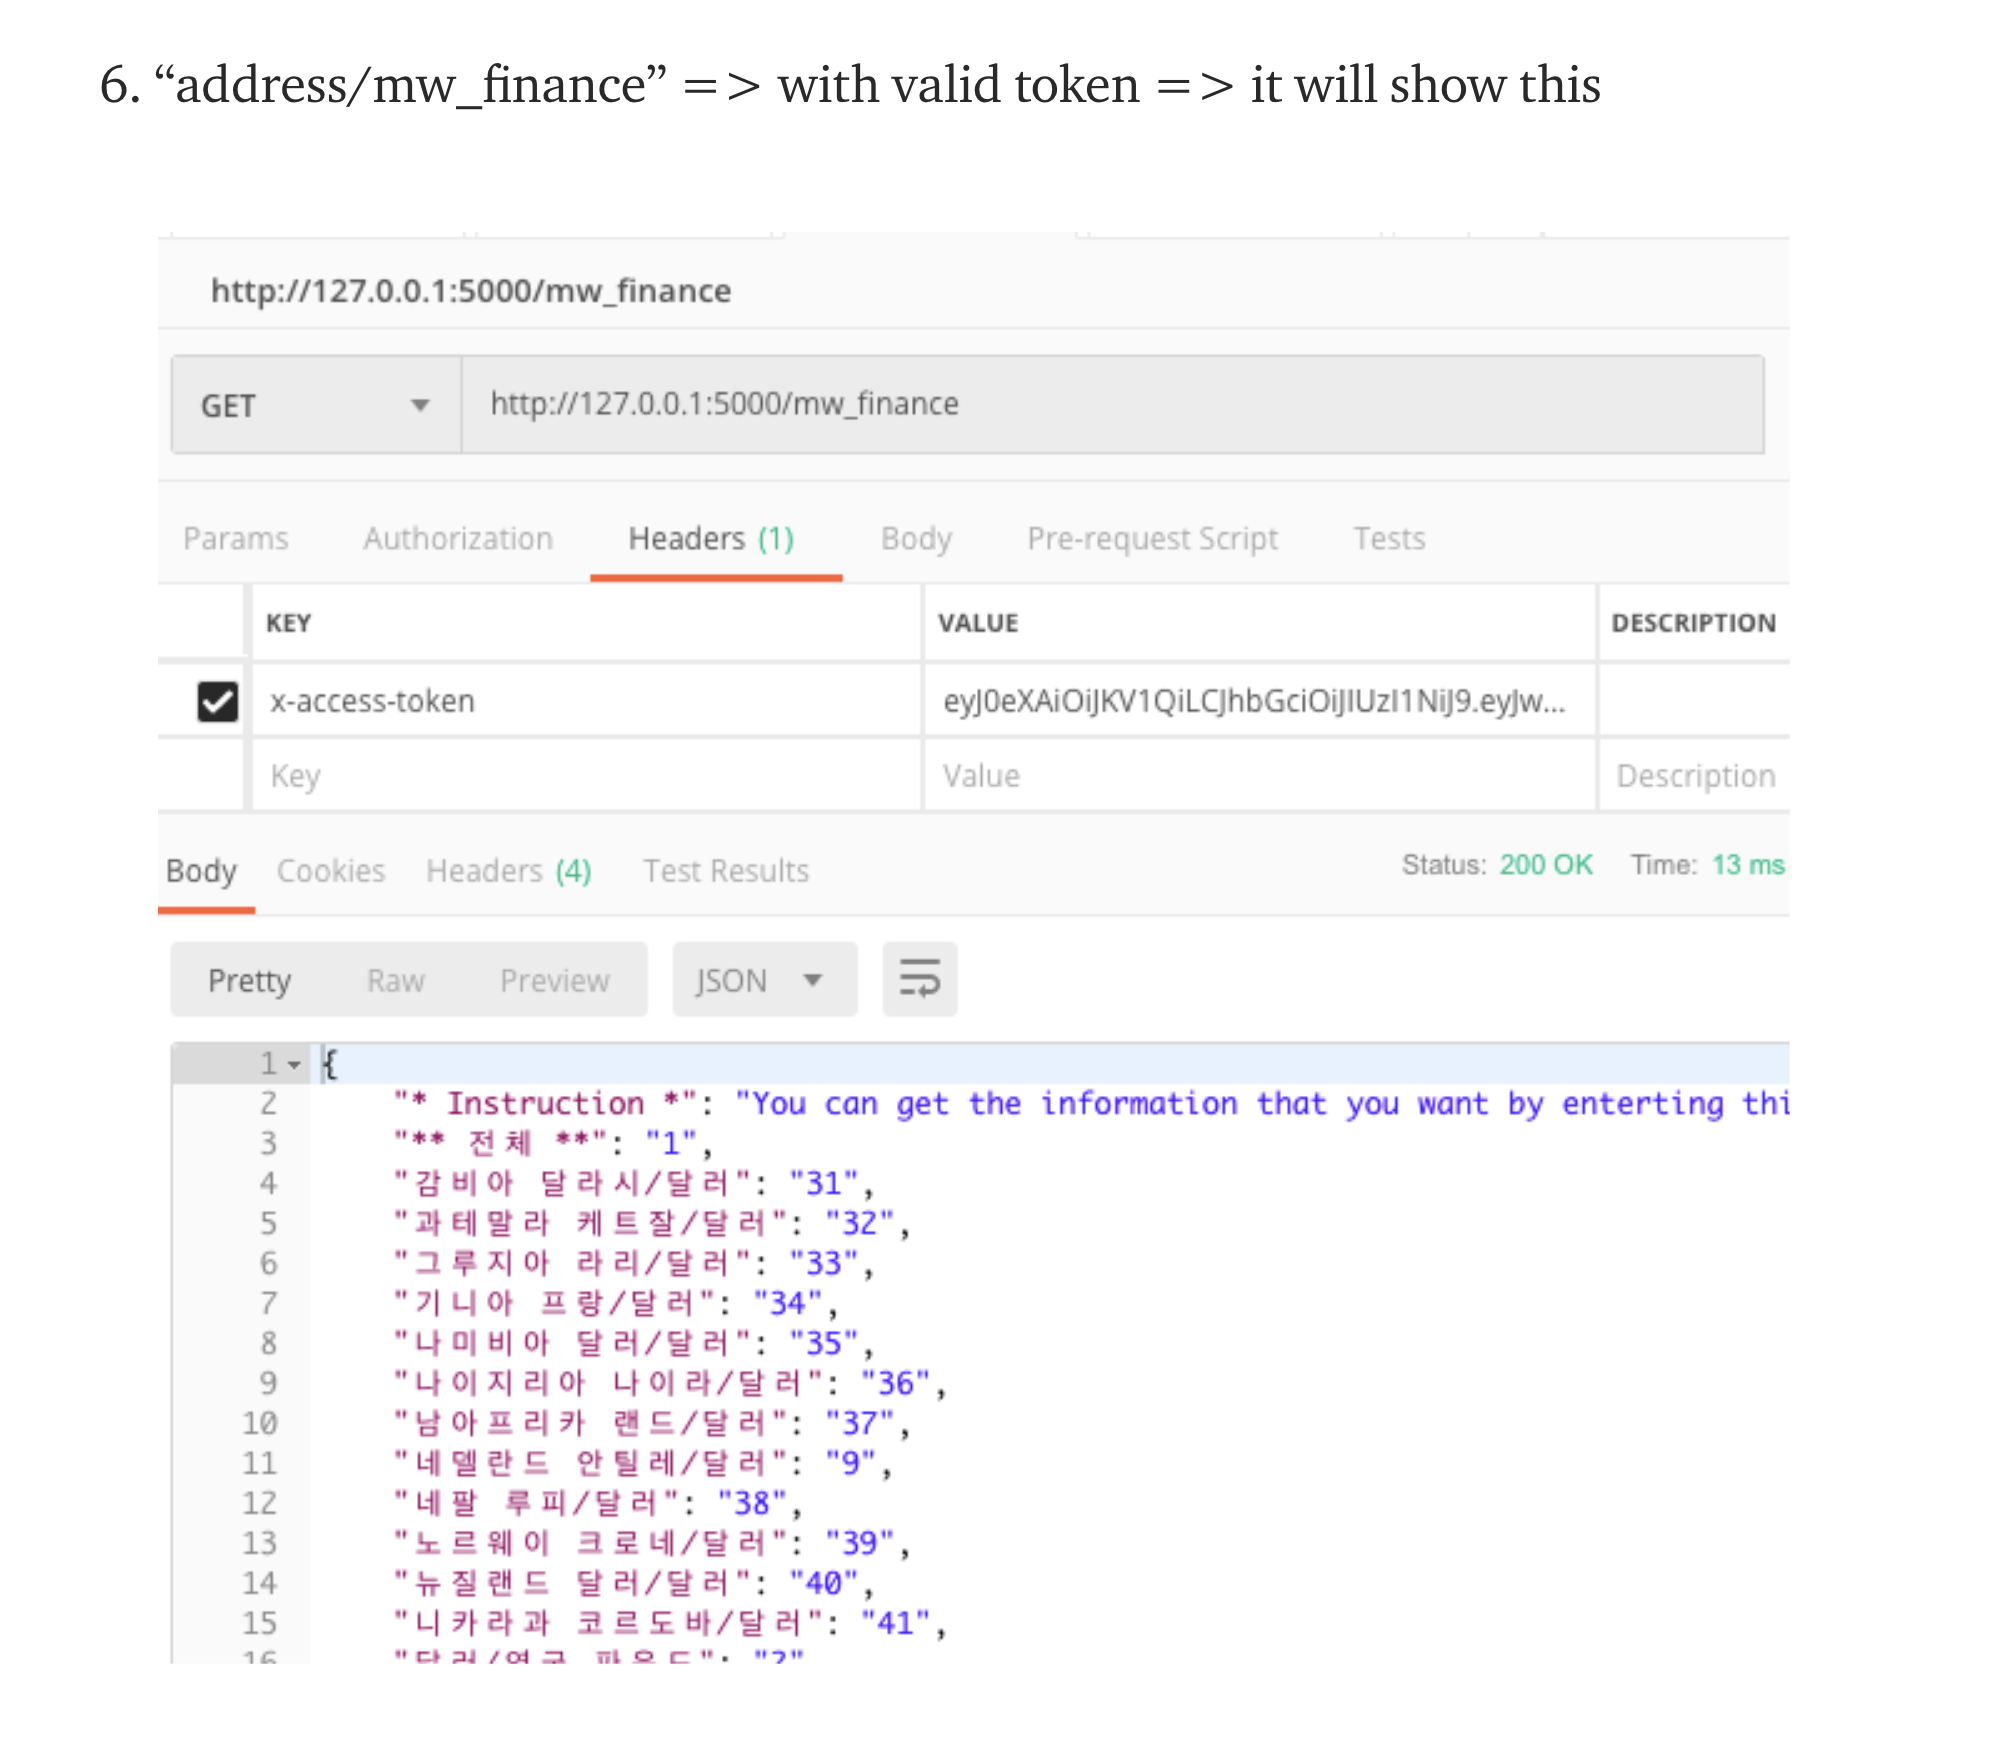 6. “address/mw_finance” => with valid token => it will show this
http://127.0.0.1:5000/mw_finance
GET http://127.0.0.1:5000/mw_finance
Params Authorization Headers (1) Body Pre-request Script Tests
KEY VALUE DESCRIPTION
x-access-token eyJ0eXAiOiJKV1QiLCJhbGciOiJIUzI1NiJ9.eyJw...
Key Value Description
Body Cookies Headers (4) Test Results Status: 200 OK Time: 13 ms
Pretty Raw Preview JSON
1 {
2 "* Instruction *": "You can get the information that you want by enterting thi
3 "** 전체 **": "1",
4 "감비아 달라시/달러": "31",
5 "과테말라 케트잘/달러": "32",
6 "그루지아 라리/달러": "33",
7 "기니아 프랑/달러": "34",
8 "나미비아 달러/달러": "35",
9 "나이지리아 나이라/달러": "36",
10 "남아프리카 랜드/달러": "37",
11 "네델란드 안틸레/달러": "9",
12 "네팔 루피/달러": "38",
13 "노르웨이 크로네/달러": "39",
14 "뉴질랜드 달러/달러": "40",
15 "니카라과 코르도바/달러": "41",
16 "달러/영국 파운드": "2"